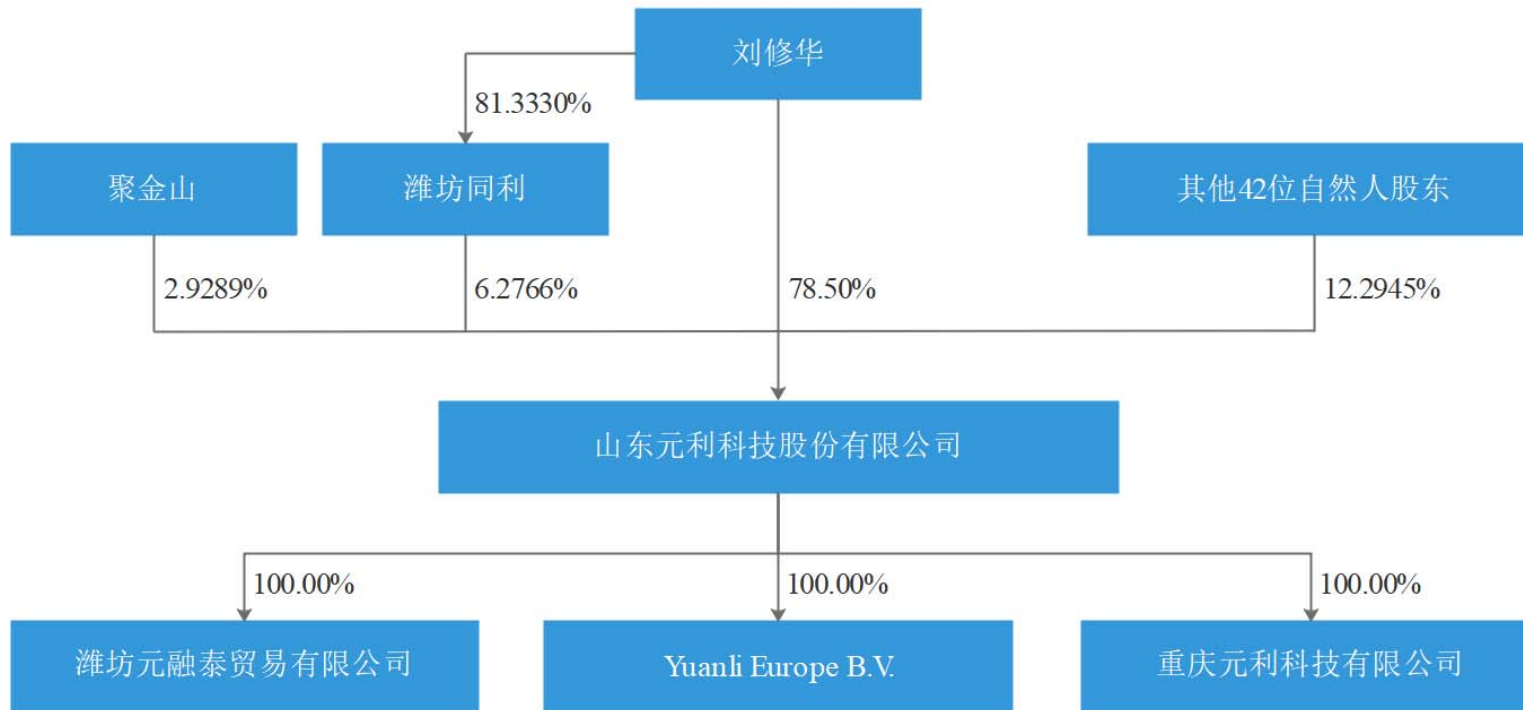 刘修华
81.3330%
聚金山
潍坊同利
其他42位自然人股东
2.9289%
6.2766%
78.50%
12.2945%
山东元利科技股份有限公司
100.00%
100.00%
100.00%
潍坊元融泰贸易有限公司
Yuanli Europe B.V.
重庆元利科技有限公司